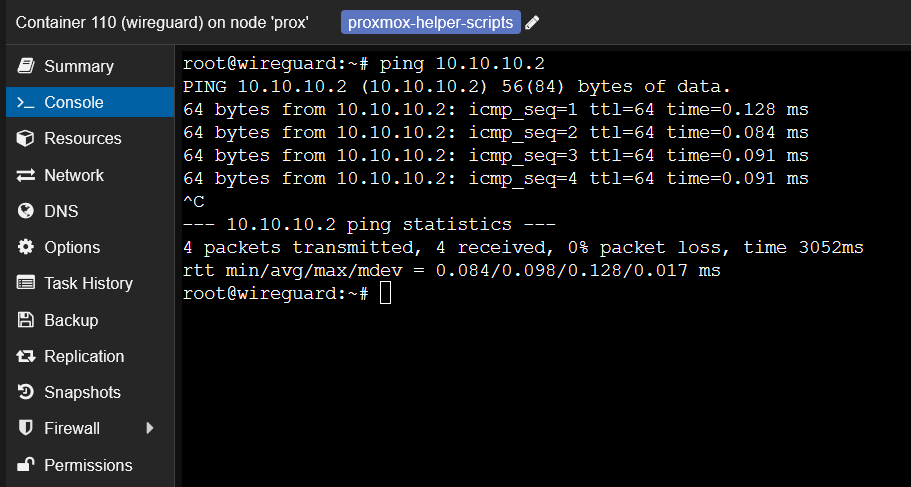 Container 110 (wireguard) on node 'prox' proxmox-helper-scripts
Summary
Console
Resources
Network
DNS
Options
Task History
Backup
Replication
Snapshots
Firewall
Permissions
root@wireguard:~# ping 10.10.10.2
PING 10.10.10.2 (10.10.10.2) 56(84) bytes of data.
64 bytes from 10.10.10.2: icmp_seq=1 ttl=64 time=0.128 ms
64 bytes from 10.10.10.2: icmp_seq=2 ttl=64 time=0.084 ms
64 bytes from 10.10.10.2: icmp_seq=3 ttl=64 time=0.091 ms
64 bytes from 10.10.10.2: icmp_seq=4 ttl=64 time=0.091 ms
^C
--- 10.10.10.2 ping statistics ---
4 packets transmitted, 4 received, 0% packet loss, time 3052ms
rtt min/avg/max/mdev = 0.084/0.098/0.128/0.017 ms
root@wireguard:~#